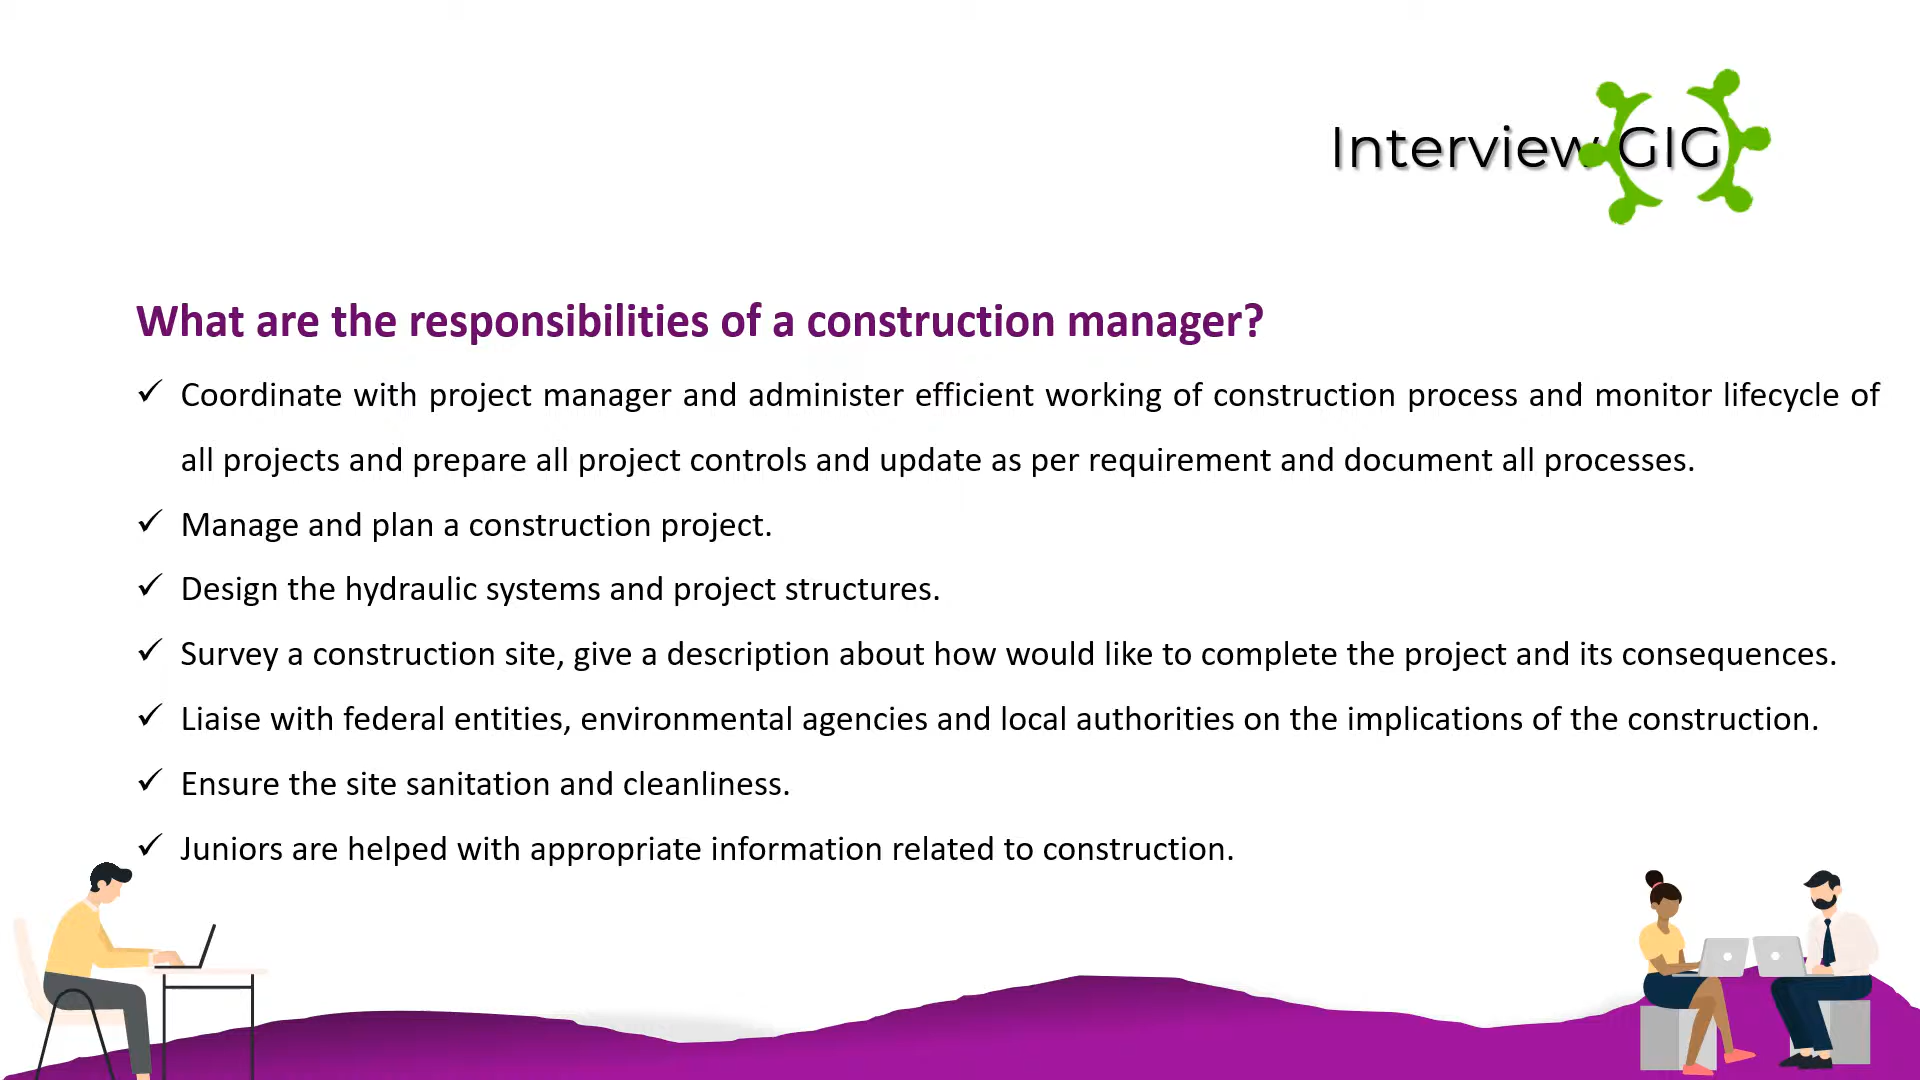 Interview GIG
What are the responsibilities of a construction manager?
✓ Coordinate with project manager and administer efficient working of construction process and monitor lifecycle of
all projects and prepare all project controls and update as per requirement and document all processes.
✓ Manage and plan a construction project.
✓ Design the hydraulic systems and project structures.
✓ Survey a construction site, give a description about how would like to complete the project and its consequences.
✓ Liaise with federal entities, environmental agencies and local authorities on the implications of the construction.
✓ Ensure the site sanitation and cleanliness.
✓ Juniors are helped with appropriate information related to construction.